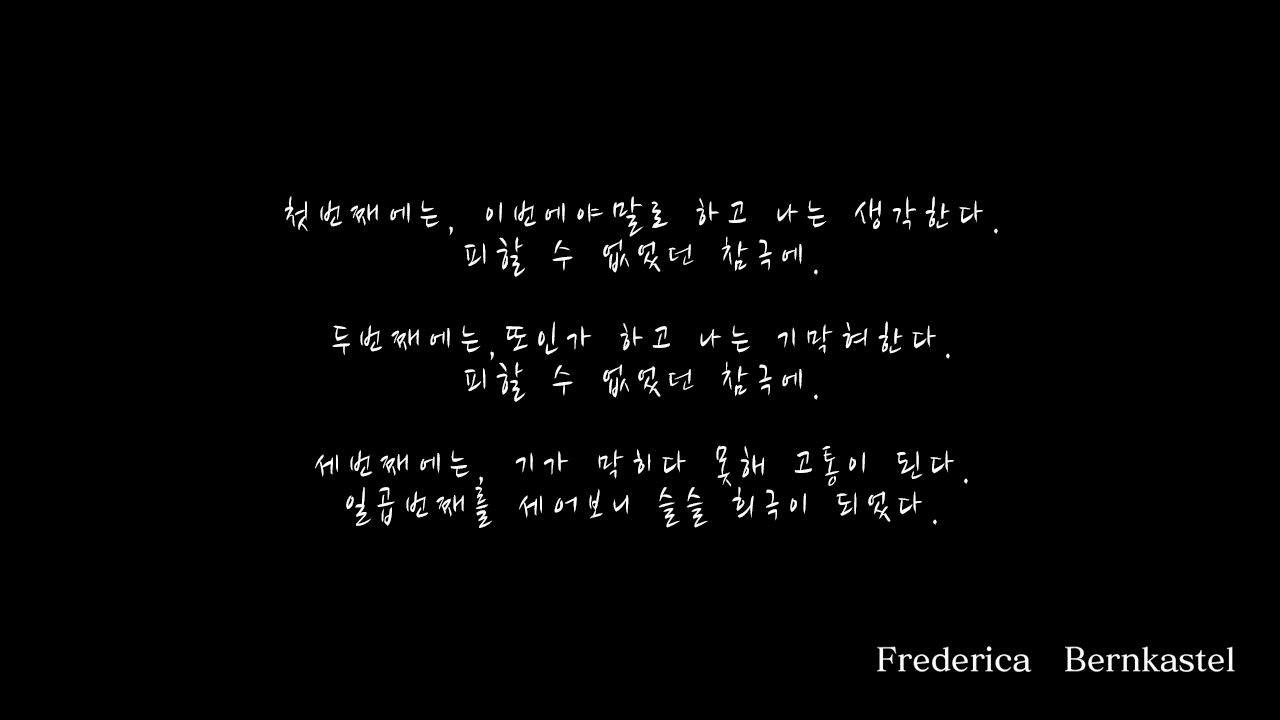 첫번째에는, 이번에야말로 하고 나는 생각한다.
피할 수 없었던 참극에.
두번째에는,또인가 하고 나는 기막혀한다.
피할 수 없었던 참극에.
세번째에는, 기가 막히다 못해 고통이 된다.
일곱번째를 세어보니 슬슬 희극이 되었다.
Frederica Bernkastel